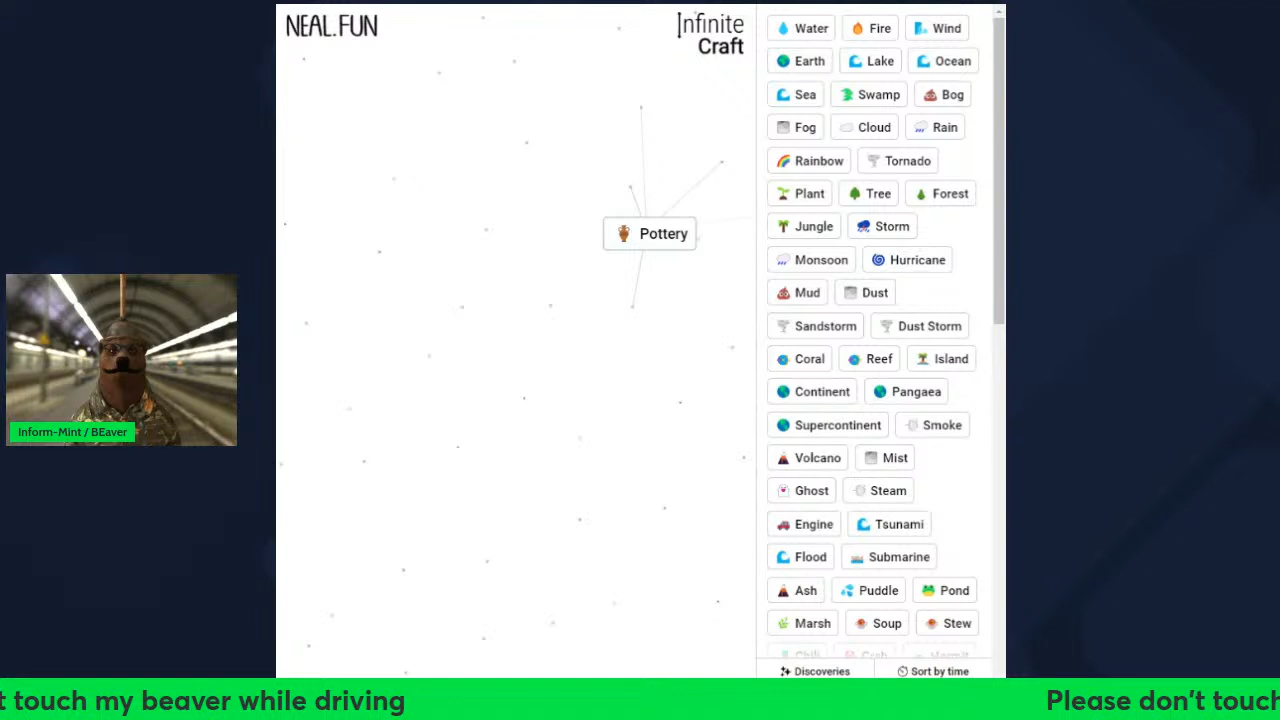 NEAL.FUN
Infinite
Craft
Pottery
Water Fire Wind
Earth Lake Ocean
Sea Swamp Bog
Fog Cloud Rain
Rainbow Tornado
Plant Tree Forest
Jungle Storm
Monsoon Hurricane
Mud Dust
Sandstorm Dust Storm
Coral Reef Island
Continent Pangaea
Supercontinent Smoke
Volcano Mist
Ghost Steam
Engine Tsunami
Flood Submarine
Ash Puddle Pond
Marsh Soup Stew
Chili Crab Hermit
Discoveries Sort by time
Inform-Mint / BEaver
t touch my beaver while driving
Please don't touch